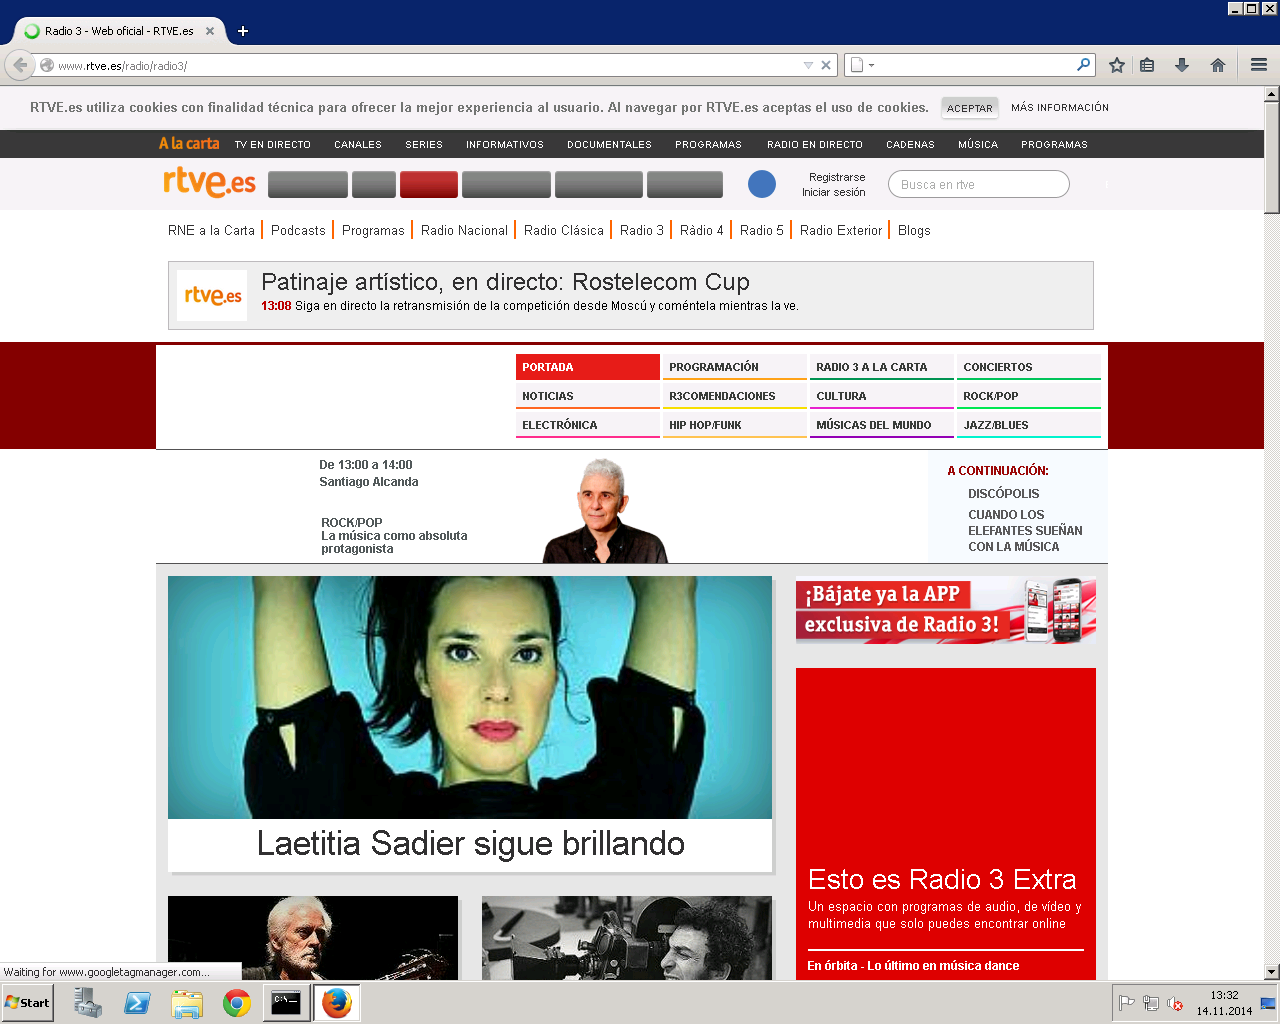 Radio 3 - Web oficial - RTVE.es
www.rtve.es/radio/radio3/
RTVE.es utiliza cookies con finalidad técnica para ofrecer la mejor experiencia al usuario. Al navegar por RTVE.es aceptas el uso de cookies. ACEPTAR MÁS INFORMACIÓN
A la carta TV EN DIRECTO CANALES SERIES INFORMATIVOS DOCUMENTALES PROGRAMAS RADIO EN DIRECTO CADENAS MÚSICA PROGRAMAS
rtve.es
Registrarse
Iniciar sesión
Busca en rtve
RNE a la Carta Podcasts Programas Radio Nacional Radio Clásica Radio 3 Ràdio 4 Radio 5 Radio Exterior Blogs
rtve.es
Patinaje artístico, en directo: Rostelecom Cup
13:08 Siga en directo la retransmisión de la competición desde Moscú y coméntela mientras la ve.
PORTADA PROGRAMACIÓN RADIO 3 A LA CARTA CONCIERTOS
NOTICIAS R3COMENDACIONES CULTURA ROCK/POP
ELECTRÓNICA HIP HOP/FUNK MÚSICAS DEL MUNDO JAZZ/BLUES
De 13:00 a 14:00
Santiago Alcanda
ROCK/POP
La música como absoluta
protagonista
A CONTINUACIÓN:
DISCÓPOLIS
CUANDO LOS
ELEFANTES SUEÑAN
CON LA MÚSICA
¡Bájate ya la APP
exclusiva de Radio 3!
Laetitia Sadier sigue brillando
Esto es Radio 3 Extra
Un espacio con programas de audio, de vídeo y
multimedia que solo puedes encontrar online
En órbita - Lo último en música dance
Waiting for www.googletagmanager.com...
Start
C:\
13:32
14.11.2014